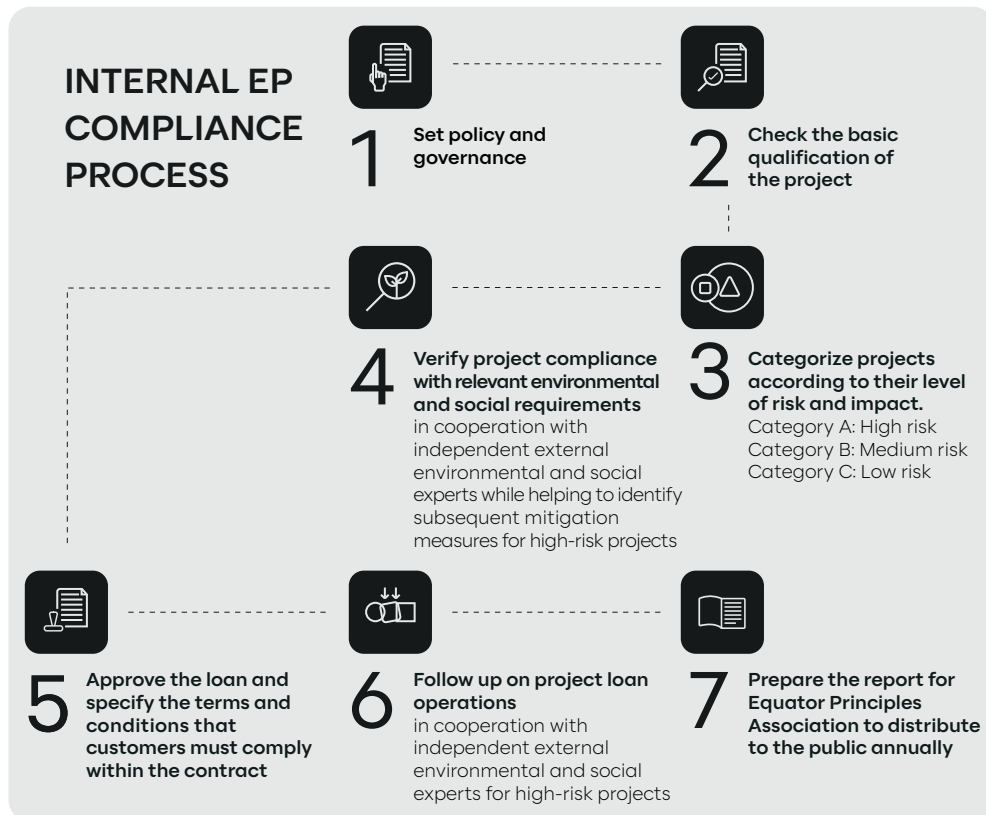 INTERNAL EP
COMPLIANCE
PROCESS
1
Set policy and
governance
2
Check the basic
qualification of
the project
3
Categorize projects
according to their level
of risk and impact.
Category A: High risk
Category B: Medium risk
Category C: Low risk
4
Verify project compliance
with relevant environmental
and social requirements
in cooperation with
independent external
environmental and social
experts while helping to identify
subsequent mitigation
measures for high-risk projects
5
Approve the loan and
specify the terms and
conditions that
customers must comply
within the contract
6
Follow up on project loan
operations
in cooperation with
independent external
environmental and social
experts for high-risk projects
7
Prepare the report for
Equator Principles
Association to distribute
to the public annually